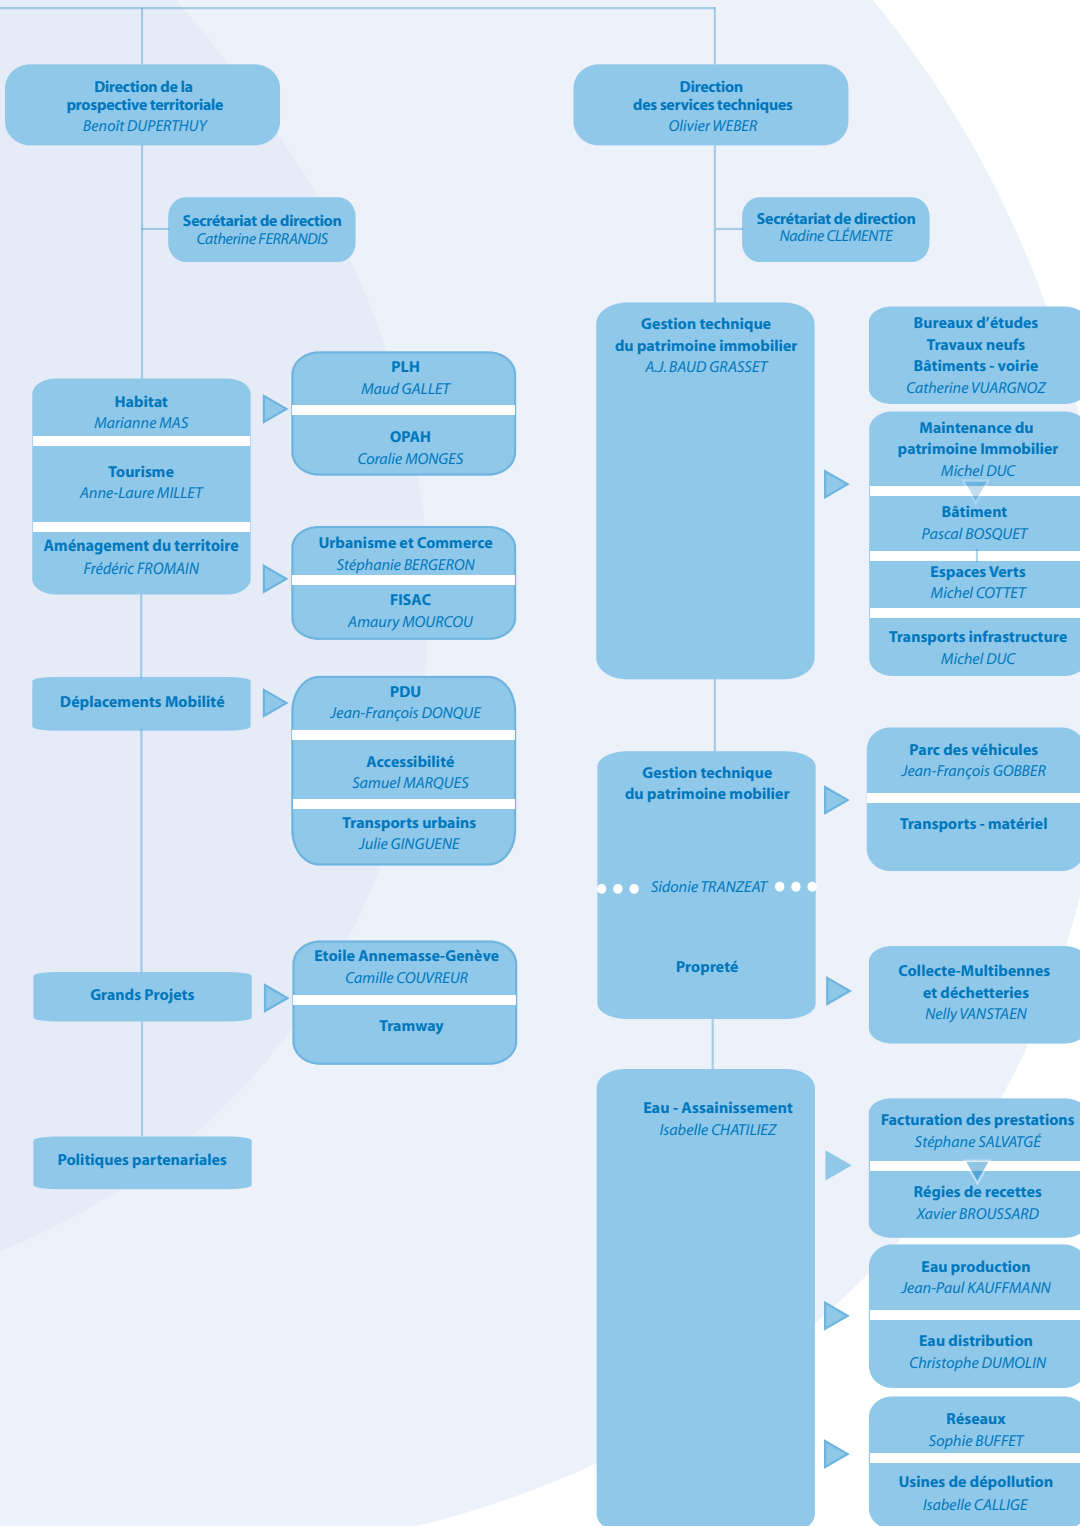 Direction de la
prospective territoriale
Benoît DUPERTHUY
Secrétariat de direction
Catherine FERRANDIS
Habitat
Marianne MAS
Tourisme
Anne-Laure MILLET
Aménagement du territoire
Frédéric FROMAIN
PLH
Maud GALLET
OPAH
Coralie MONGES
Urbanisme et Commerce
Stéphanie BERGERON
FISAC
Amaury MOURCOU
Déplacements Mobilité
PDU
Jean-François DONQUE
Accessibilité
Samuel MARQUES
Transports urbains
Julie GINGUENE
Grands Projets
Etoile Annemasse-Genève
Camille COUVREUR
Tramway
Politiques partenariales
Direction
des services techniques
Olivier WEBER
Secrétariat de direction
Nadine CLÉMENTE
Gestion technique
du patrimoine immobilier
A.J. BAUD GRASSET
Bureaux d'études
Travaux neufs
Bâtiments - voirie
Catherine VUARGNOZ
Maintenance du
patrimoine Immobilier
Michel DUC
Bâtiment
Pascal BOSQUET
Espaces Verts
Michel COTTET
Transports infrastructure
Michel DUC
Gestion technique
du patrimoine mobilier
Sidonie TRANZEAT
Propreté
Parc des véhicules
Jean-François GOBBER
Transports - matériel
Collecte-Multibennes
et déchetteries
Nelly VANSTAEN
Eau - Assainissement
Isabelle CHATILIEZ
Facturation des prestations
Stéphane SALVATGÉ
Régies de recettes
Xavier BROUSSARD
Eau production
Jean-Paul KAUFFMANN
Eau distribution
Christophe DUMOLIN
Réseaux
Sophie BUFFET
Usines de dépollution
Isabelle CALLIGE